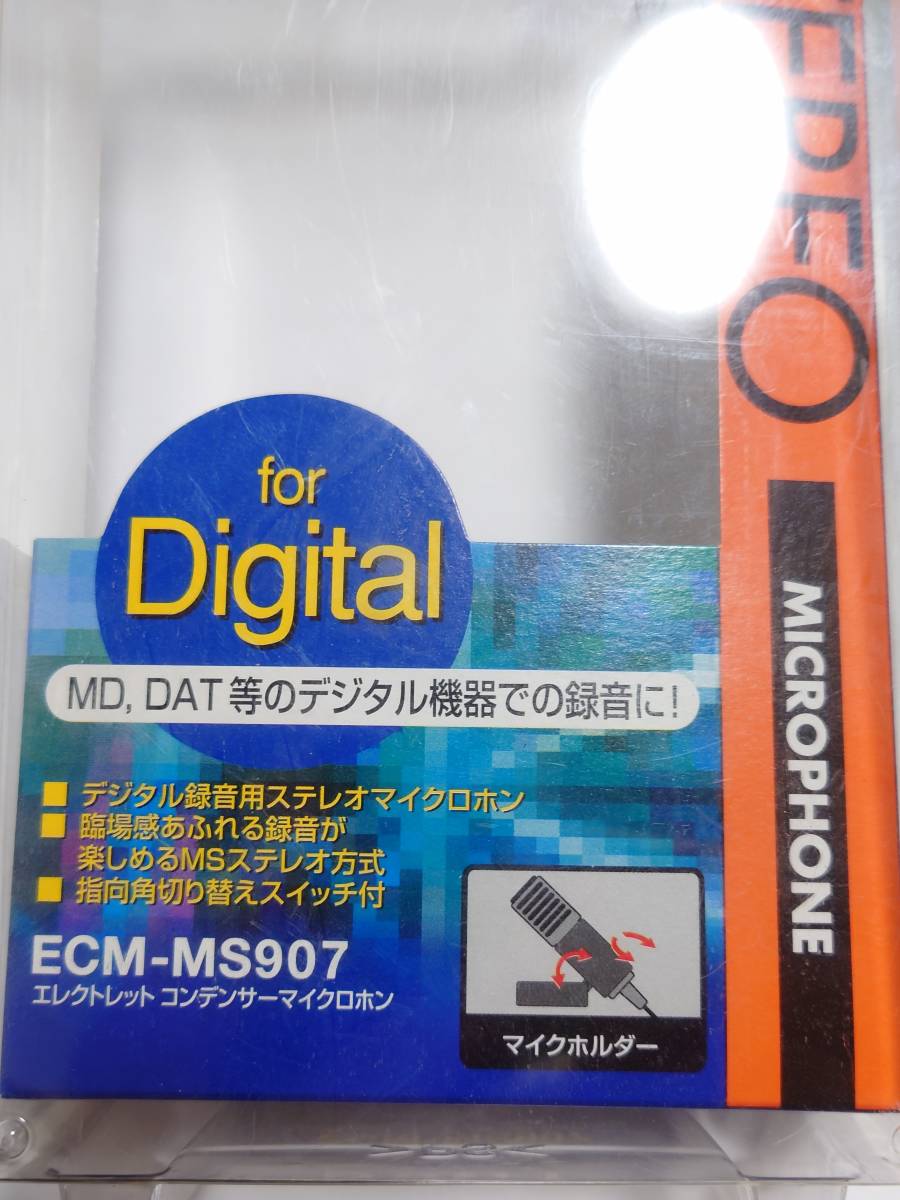 for
Digital
MD, DAT等のデジタル機器での録音に!
■ デジタル録音用ステレオマイクロホン
■ 臨場感あふれる録音が
楽しめるMSステレオ方式
■ 指向角切り替えスイッチ付
ECM-MS907
エレクトレット コンデンサーマイクロホン
マイクホルダー
MICROPHONE